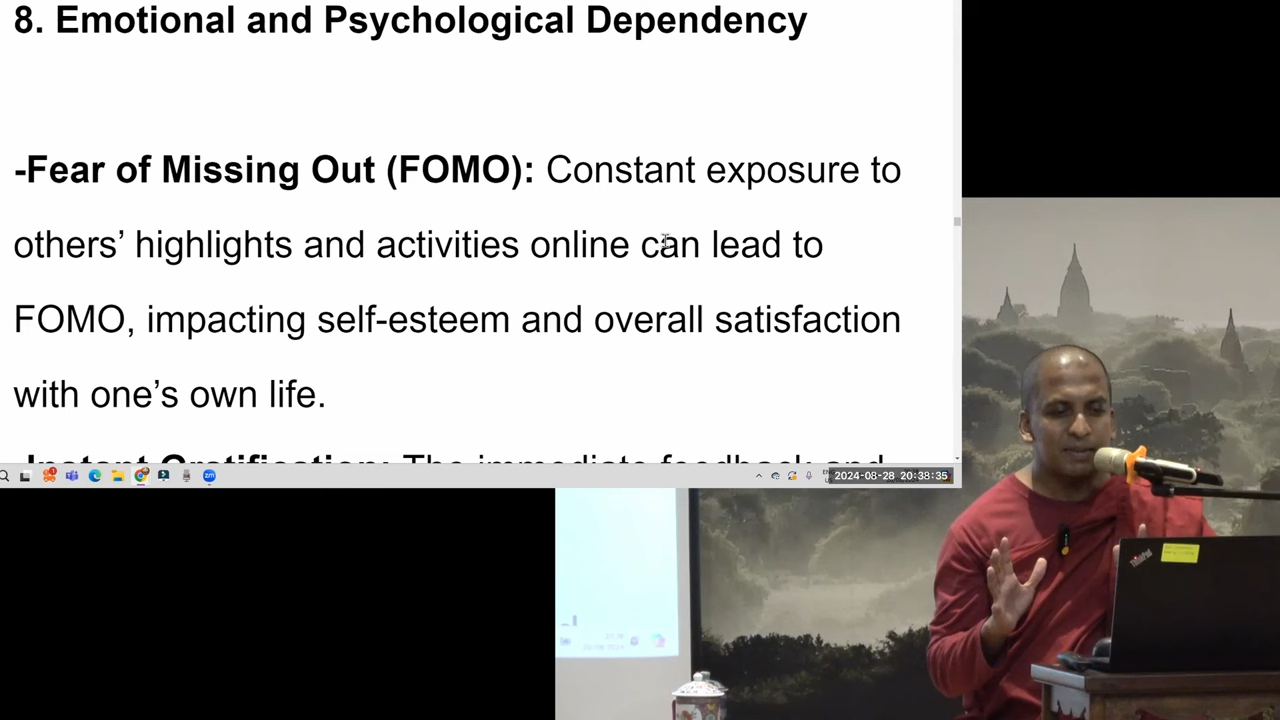 8. Emotional and Psychological Dependency
-Fear of Missing Out (FOMO): Constant exposure to
others’ highlights and activities online can lead to
FOMO, impacting self-esteem and overall satisfaction
with one’s own life.
-Instant Gratification: The immediate feedback and
2024-08-28 20:38:35
ThinkPad